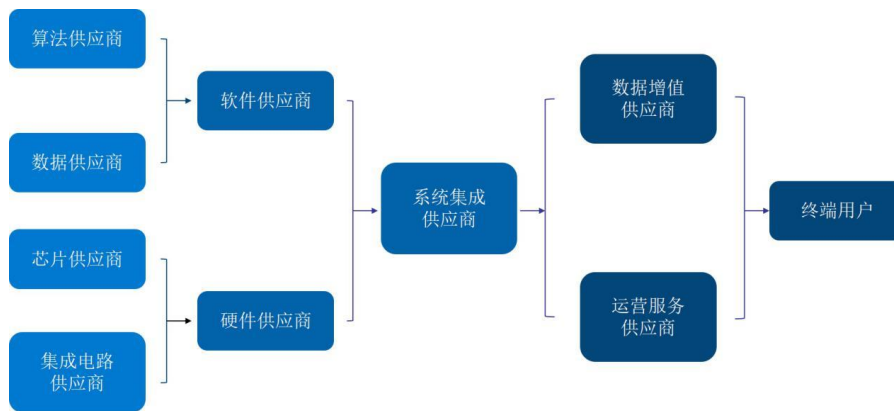 算法供应商
数据供应商
芯片供应商
集成电路
供应商
软件供应商
硬件供应商
系统集成
供应商
数据增值
供应商
运营服务
供应商
终端用户